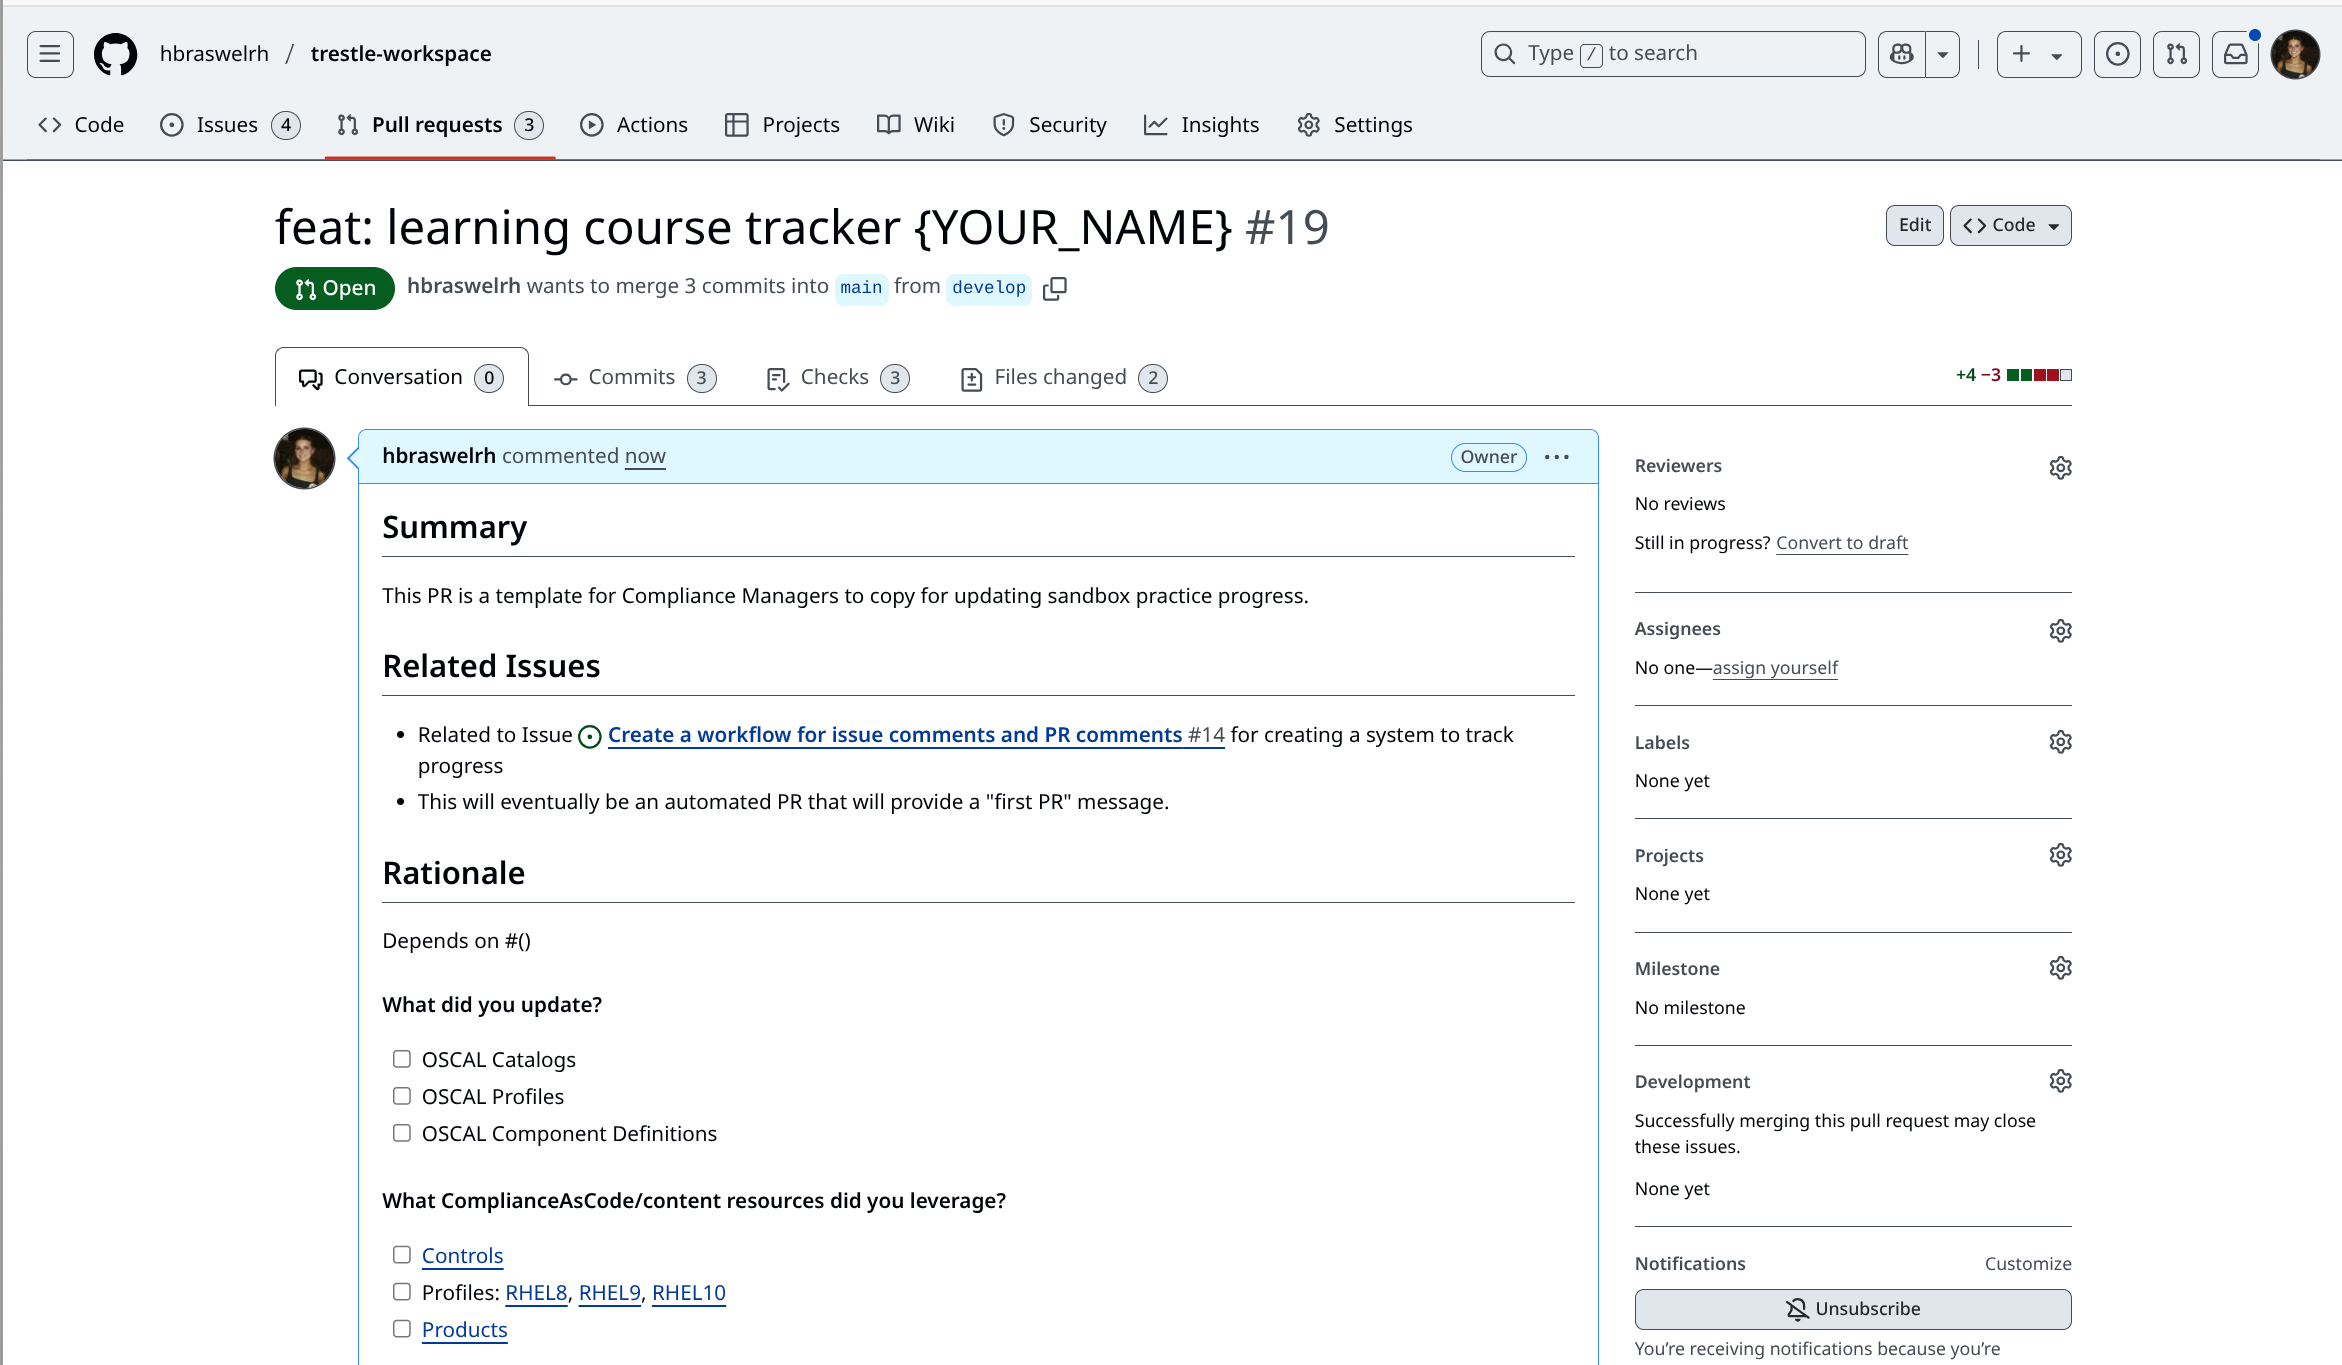 hbraswelrh / trestle-workspace
Type / to search
Code
Issues 4
Pull requests 3
Actions
Projects
Wiki
Security
Insights
Settings
feat: learning course tracker {YOUR_NAME} #19
Edit
Code
Open
hbraswelrh wants to merge 3 commits into main from develop
Conversation 0
Commits 3
Checks 3
Files changed 2
+4 −3
hbraswelrh commented now
Owner
Summary
This PR is a template for Compliance Managers to copy for updating sandbox practice progress.
Related Issues
Related to Issue Create a workflow for issue comments and PR comments #14 for creating a system to track
progress
This will eventually be an automated PR that will provide a "first PR" message.
Rationale
Depends on #()
What did you update?
OSCAL Catalogs
OSCAL Profiles
OSCAL Component Definitions
What ComplianceAsCode/content resources did you leverage?
Controls
Profiles: RHEL8, RHEL9, RHEL10
Products
Reviewers
No reviews
Still in progress? Convert to draft
Assignees
No one—assign yourself
Labels
None yet
Projects
None yet
Milestone
No milestone
Development
Successfully merging this pull request may close
these issues.
None yet
Notifications
Customize
Unsubscribe
You’re receiving notifications because you’re